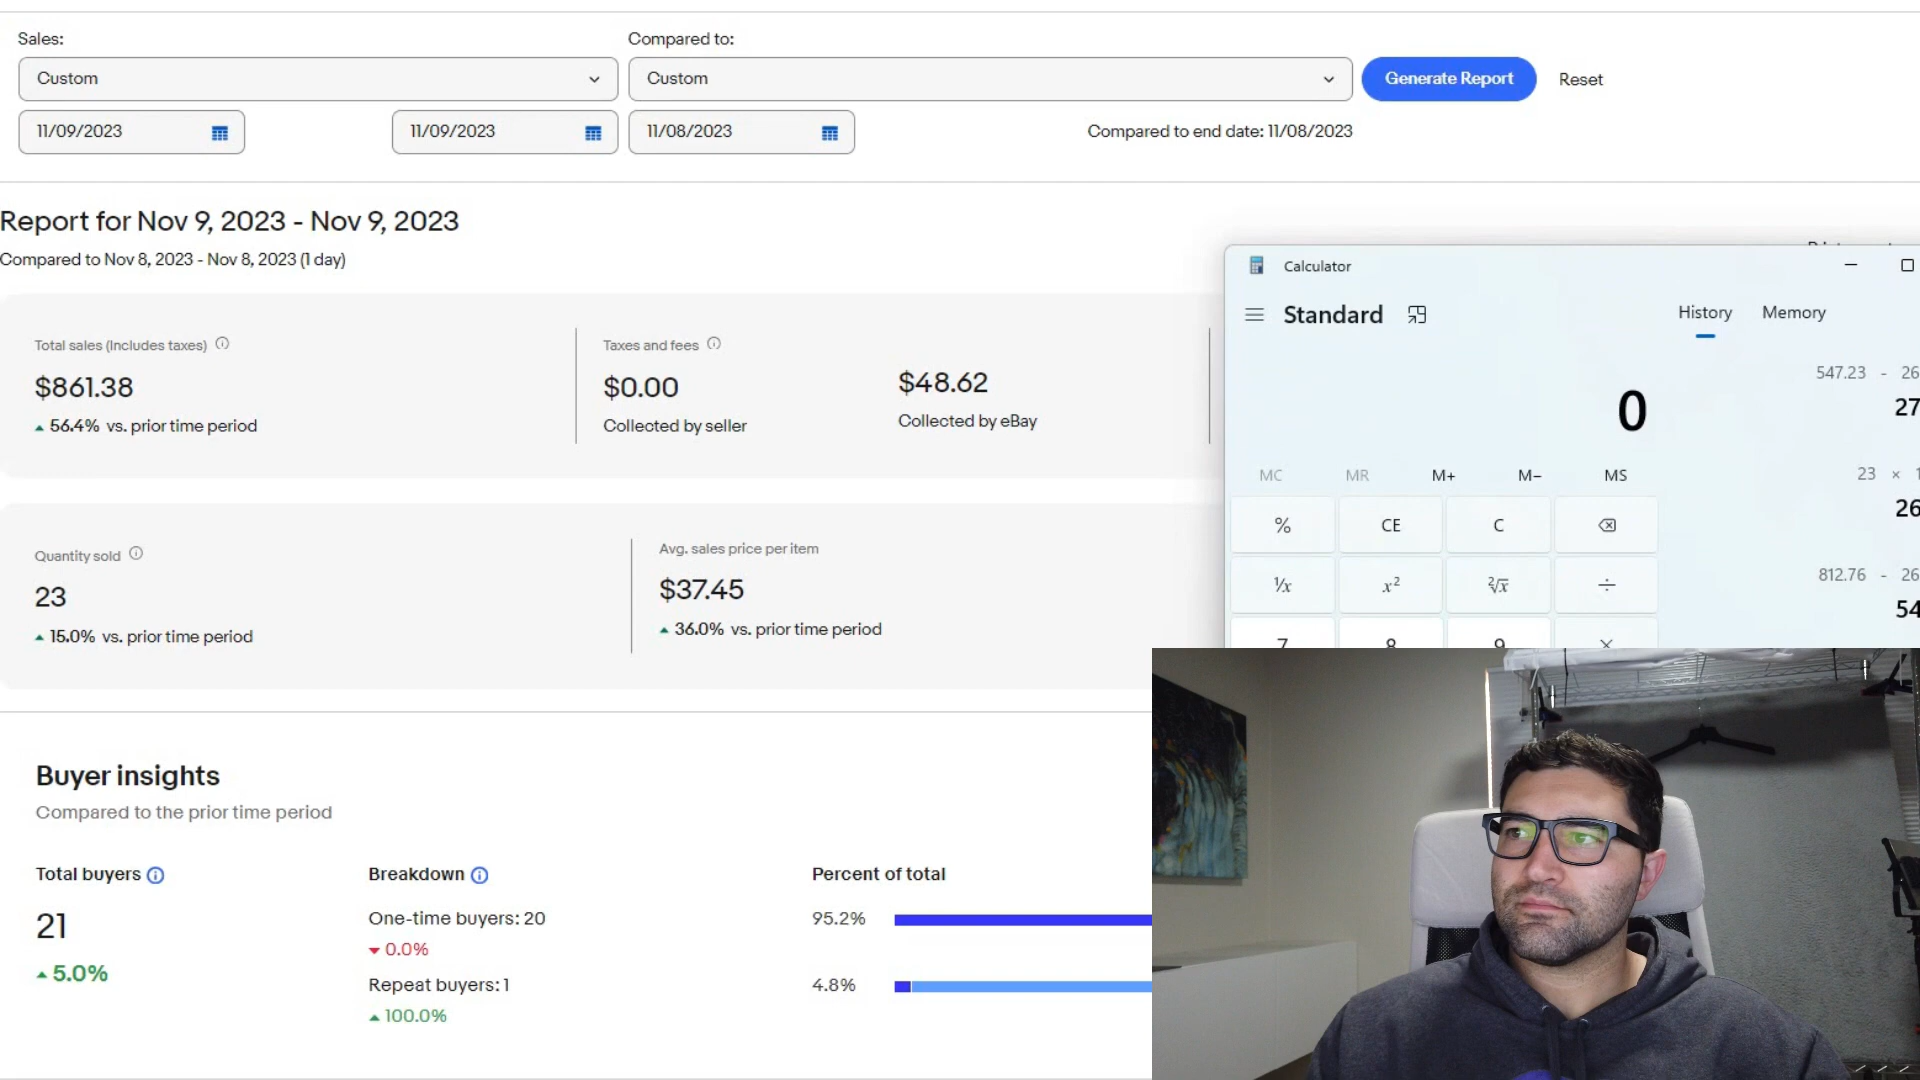 Sales:
Compared to:
Custom
Custom
Generate Report
Reset
11/09/2023
11/09/2023
11/08/2023
Compared to end date: 11/08/2023
Report for Nov 9, 2023 - Nov 9, 2023
Compared to Nov 8, 2023 - Nov 8, 2023 (1 day)
Total sales (Includes taxes)
$861.38
56.4% vs. prior time period
Taxes and fees
$0.00
Collected by seller
$48.62
Collected by eBay
Quantity sold
23
15.0% vs. prior time period
Avg. sales price per item
$37.45
36.0% vs. prior time period
Buyer insights
Compared to the prior time period
Total buyers
21
5.0%
Breakdown
One-time buyers: 20
0.0%
Repeat buyers: 1
100.0%
Percent of total
95.2%
4.8%
Calculator
Standard
History
Memory
0
547.23 - 26
27
23 × 1
26
812.76 - 26
54
MC MR M+ M- MS
% CE C
1/x x² ²√x ÷
7 8 9 ×